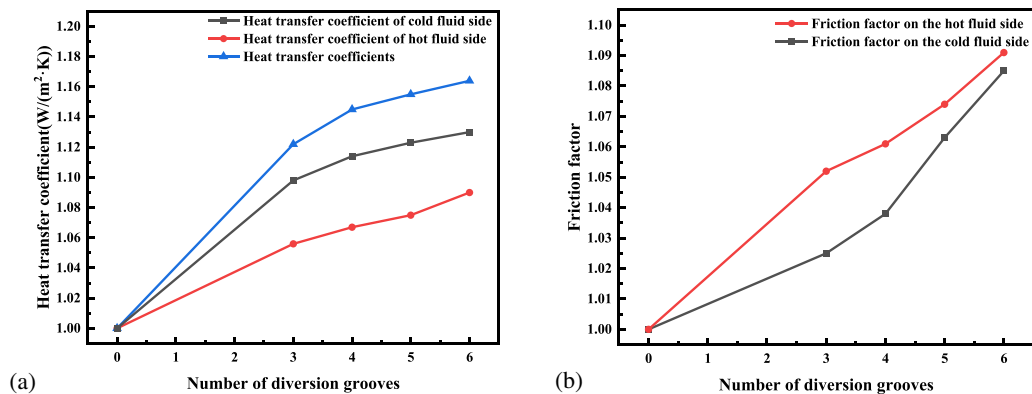 Heat transfer coefficient of cold fluid side
Heat transfer coefficient of hot fluid side
Heat transfer coefficients
1.20
1.18
1.16
1.14
1.12
1.10
1.08
1.06
1.04
1.02
1.00
Heat transfer coefficient(W/(m²·K))
0 1 2 3 4 5 6
Number of diversion grooves
(a)
Friction factor on the hot fluid side
Friction factor on the cold fluid side
1.10
1.09
1.08
1.07
1.06
1.05
1.04
1.03
1.02
1.01
1.00
Friction factor
0 1 2 3 4 5 6
Number of diversion grooves
(b)